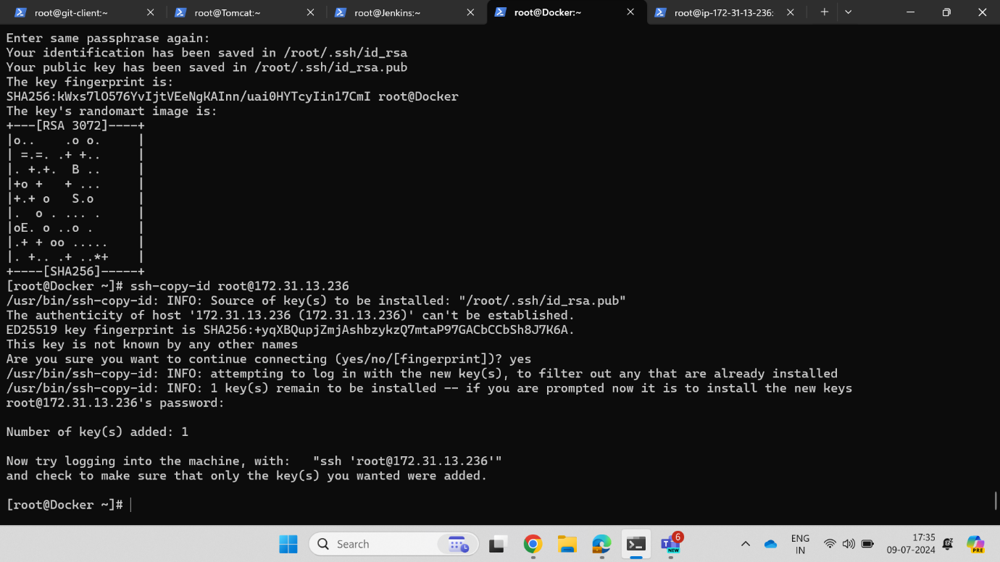 root@git-client:~
root@Tomcat:~
root@Jenkins:~
root@Docker:~
root@ip-172-31-13-236:
Enter same passphrase again:
Your identification has been saved in /root/.ssh/id_rsa
Your public key has been saved in /root/.ssh/id_rsa.pub
The key fingerprint is:
SHA256:kWxs7lO576YvIjtVEeNgKAInn/uai0HYTcyIin17CmI root@Docker
The key's randomart image is:
+---[RSA 3072]----+
|o..    .o o.     |
| =.=. .+ +..     |
|. +.+.  B ..     |
|+o +   + ...     |
|+.+ o   S.o      |
|.  o . ... .     |
|oE. o ..o .      |
|.+ + oo .....    |
|. +.. .+ ..*+    |
+----[SHA256]-----+
[root@Docker ~]# ssh-copy-id root@172.31.13.236
/usr/bin/ssh-copy-id: INFO: Source of key(s) to be installed: "/root/.ssh/id_rsa.pub"
The authenticity of host '172.31.13.236 (172.31.13.236)' can't be established.
ED25519 key fingerprint is SHA256:+yqXBQupjZmjAshbzykzQ7mtaP97GACbCCbSh8J7K6A.
This key is not known by any other names
Are you sure you want to continue connecting (yes/no/[fingerprint])? yes
/usr/bin/ssh-copy-id: INFO: attempting to log in with the new key(s), to filter out any that are already installed
/usr/bin/ssh-copy-id: INFO: 1 key(s) remain to be installed -- if you are prompted now it is to install the new keys
root@172.31.13.236's password:
Number of key(s) added: 1
Now try logging into the machine, with:   "ssh 'root@172.31.13.236'"
and check to make sure that only the key(s) you wanted were added.
[root@Docker ~]#
Search
6
NEW
ENG
IN
17:35
09-07-2024
PRE